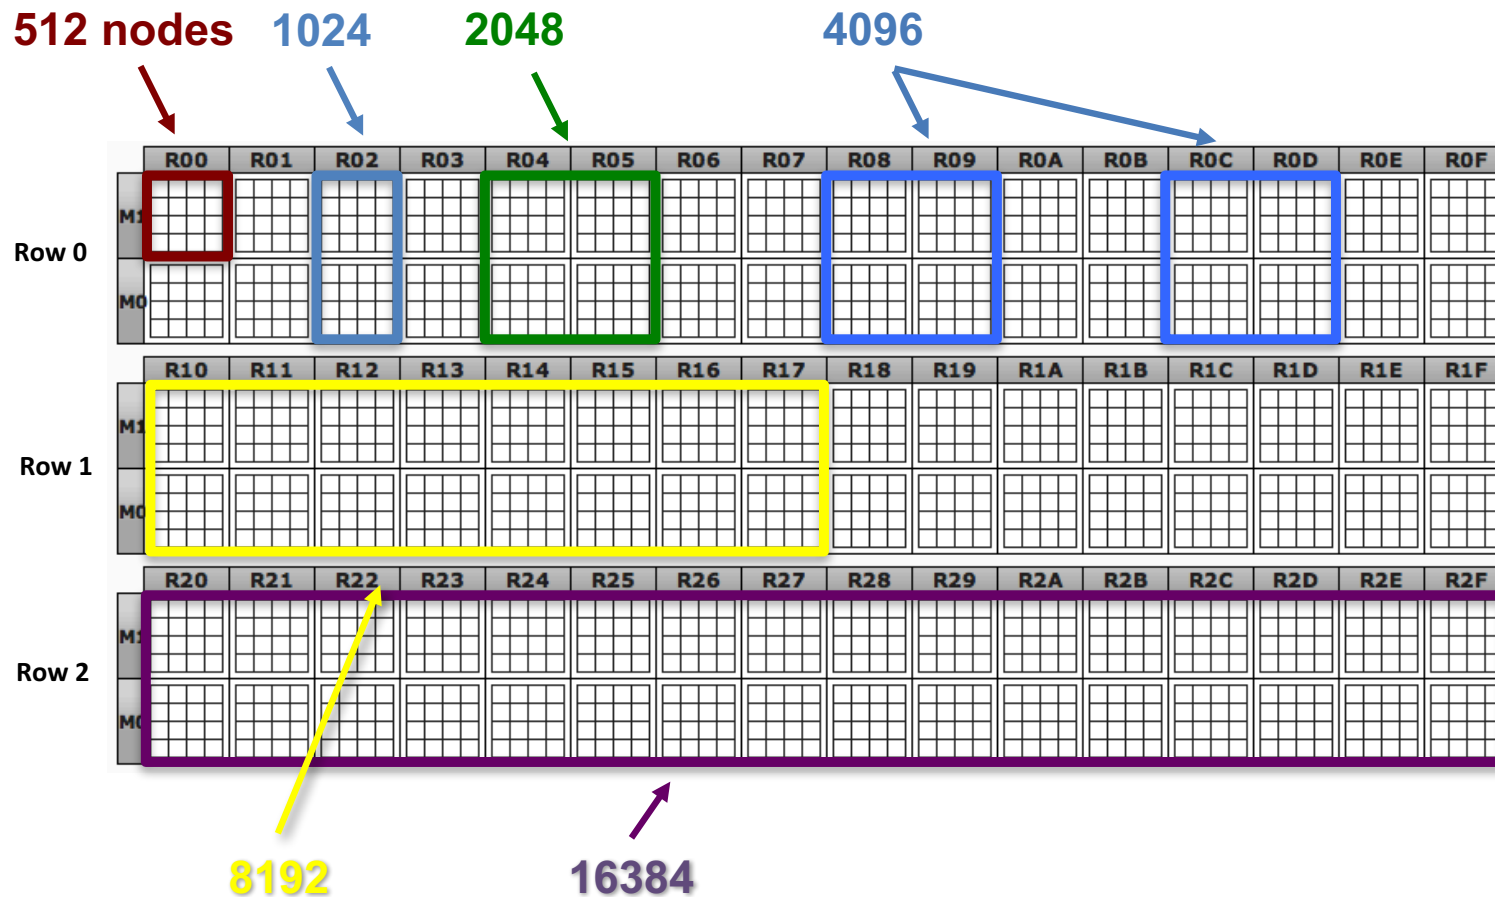 512 nodes 1024 2048 4096
R00 R01 R02 R03 R04 R05 R06 R07 R08 R09 R0A R0B R0C R0D R0E R0F
M1
Row 0
M0
R10 R11 R12 R13 R14 R15 R16 R17 R18 R19 R1A R1B R1C R1D R1E R1F
M1
Row 1
M0
R20 R21 R22 R23 R24 R25 R26 R27 R28 R29 R2A R2B R2C R2D R2E R2F
M1
Row 2
M0
8192 16384